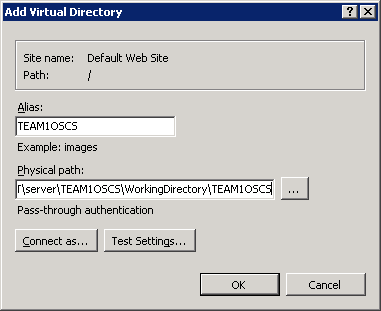 Add Virtual Directory
Site name: Default Web Site
Path: /
Alias:
TEAM1OSCS
Example: images
Physical path:
\server\TEAM1OSCS\WorkingDirectory\TEAM1OSCS
...
Pass-through authentication
Connect as... Test Settings...
OK Cancel